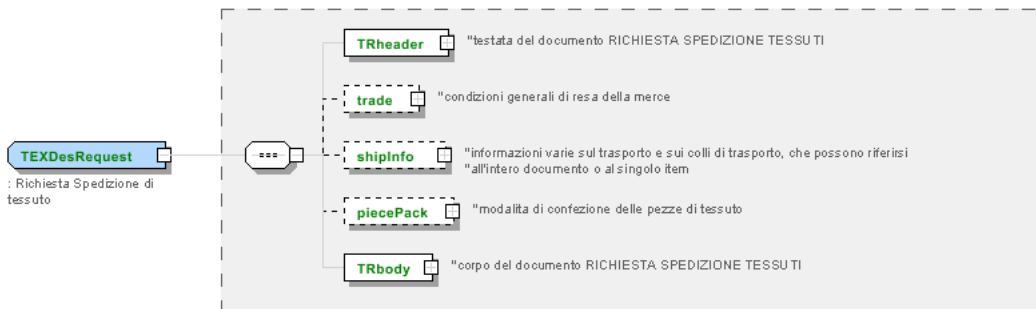 TRheader
"testata del documento RICHIESTA SPEDIZIONE TESSUTI
trade
"condizioni generali di resa della merce
TEXDesRequest
: Richiesta Spedizione di
tessuto
shipInfo
"informazioni varie sul trasporto e sui colli di trasporto, che possono riferirsi
"all'intero documento o al singolo item
piecePack
"modalita di confezione delle pezze di tessuto
TRbody
"corpo del documento RICHIESTA SPEDIZIONE TESSUTI